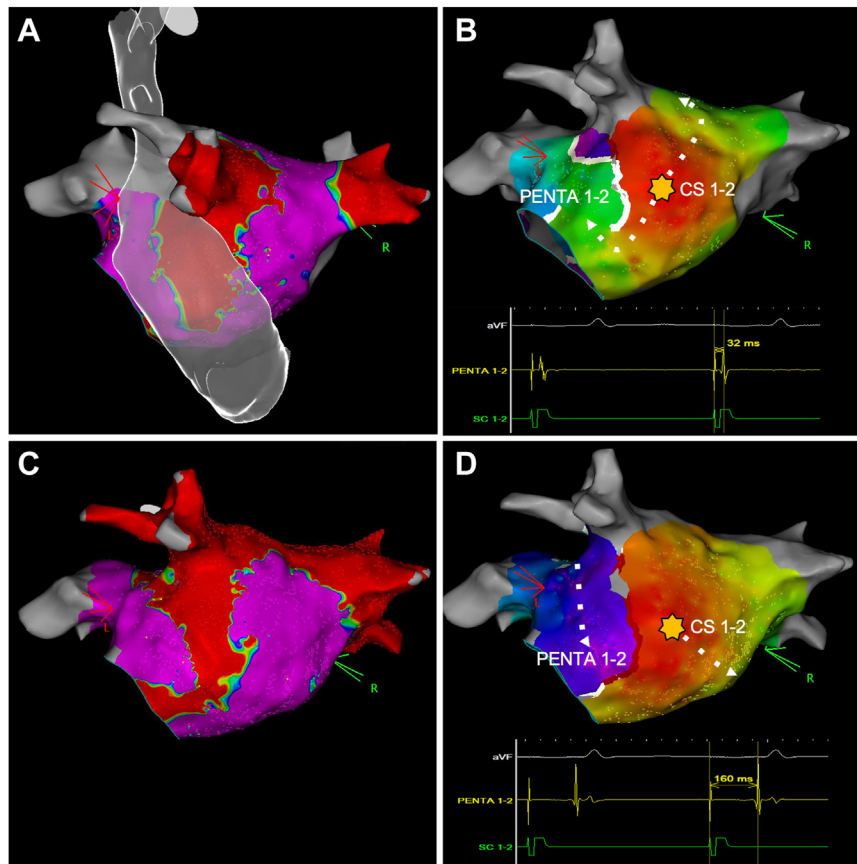 A
R
B
PENTA 1-2
CS 1-2
R
aVF
32 ms
PENTA 1-2
SC 1-2
C
L
R
D
L
CS 1-2
PENTA 1-2
R
aVF
160 ms
PENTA 1-2
SC 1-2